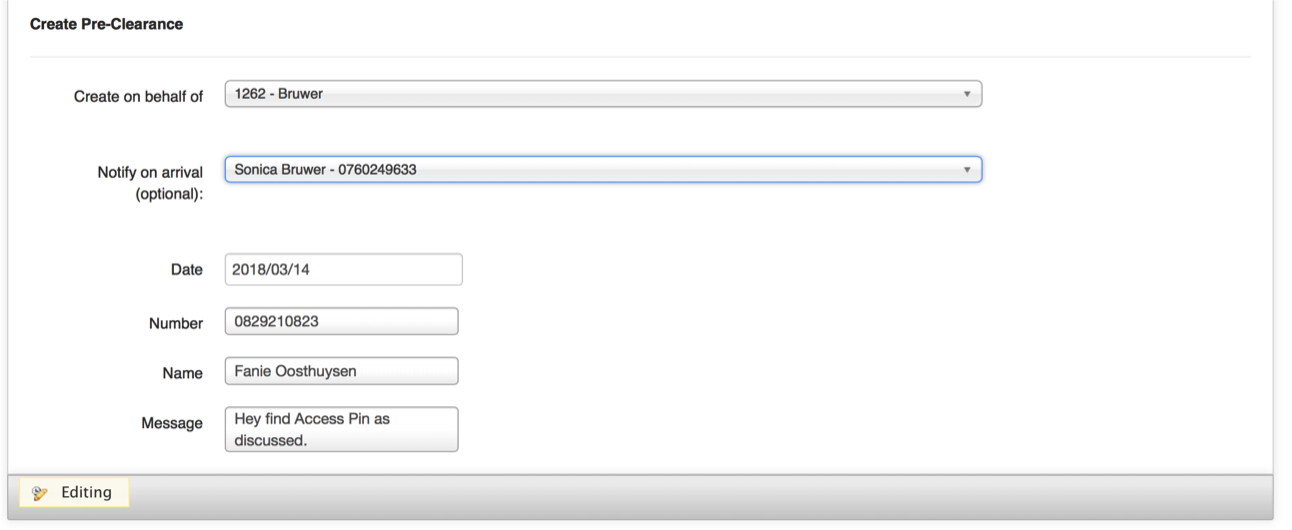 Create Pre-Clearance
Create on behalf of 1262 - Bruwer
Notify on arrival Sonica Bruwer - 0760249633
(optional):
Date 2018/03/14
Number 0829210823
Name Fanie Oosthuysen
Message Hey find Access Pin as
discussed.
Editing